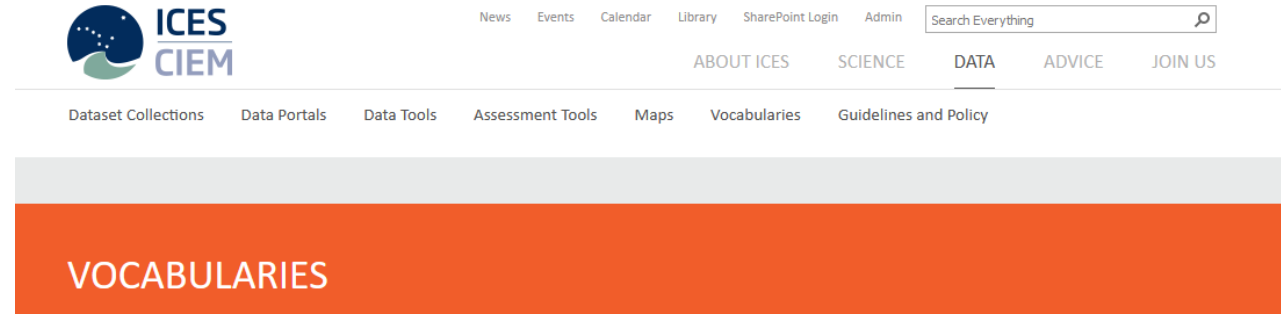 ICES
CIEM
News Events Calendar Library SharePoint Login Admin Search Everything
ABOUT ICES SCIENCE DATA ADVICE JOIN US
Dataset Collections Data Portals Data Tools Assessment Tools Maps Vocabularies Guidelines and Policy
VOCABULARIES